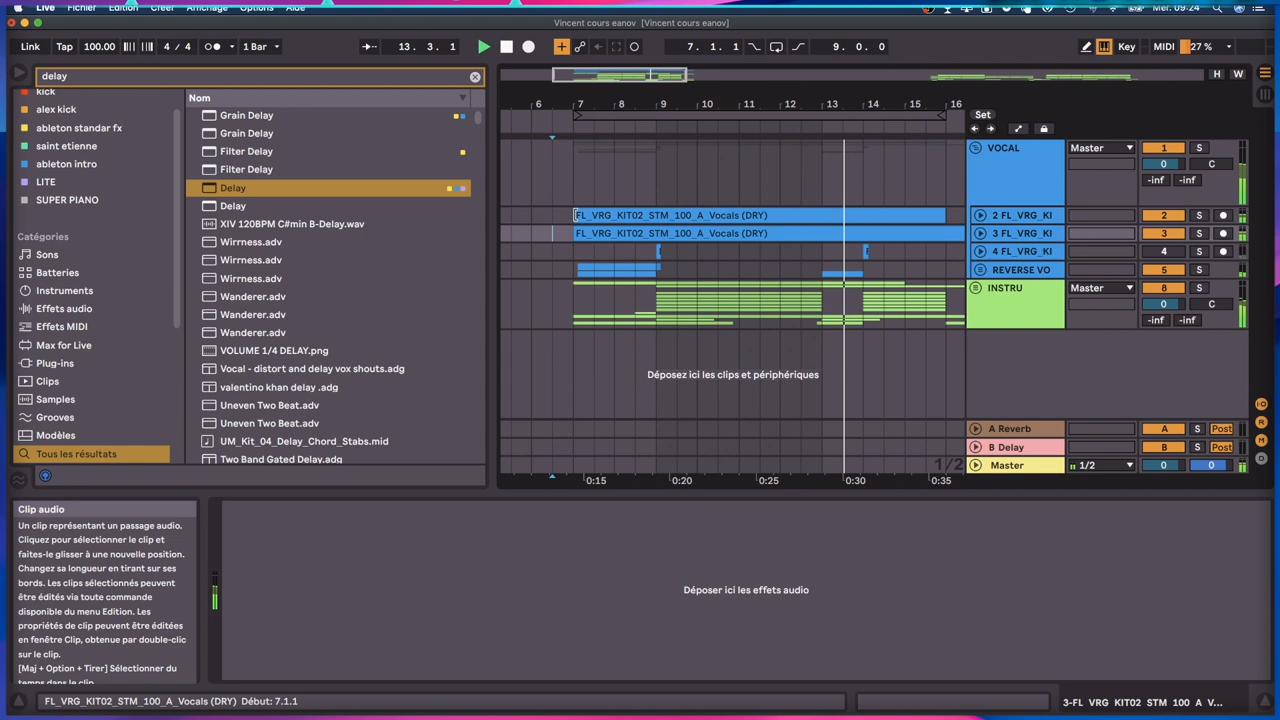 Live Fichier Edition Créer Affichage Options Aide Mer. 09:24
Vincent cours eanov [Vincent cours eanov]
Link Tap 100.00 4 / 4 1 Bar 13. 3. 1 7. 1. 1 9. 0. 0 Key MIDI 27 %
delay
H W
kick
alex kick
ableton standar fx
saint etienne
ableton intro
LITE
SUPER PIANO
Catégories
Sons
Batteries
Instruments
Effets audio
Effets MIDI
Max for Live
Plug-ins
Clips
Samples
Grooves
Modèles
Tous les résultats
Nom
Grain Delay
Grain Delay
Filter Delay
Filter Delay
Delay
Delay
XIV 120BPM C#min B-Delay.wav
Wirrness.adv
Wirrness.adv
Wirrness.adv
Wanderer.adv
Wanderer.adv
Wanderer.adv
VOLUME 1/4 DELAY.png
Vocal - distort and delay vox shouts.adg
valentino khan delay .adg
Uneven Two Beat.adv
Uneven Two Beat.adv
UM_Kit_04_Delay_Chord_Stabs.mid
Two Band Gated Delay.adg
6 7 8 9 10 11 12 13 14 15 16
Set
VOCAL Master 1 S
0 C
-inf -inf
FL_VRG_KIT02_STM_100_A_Vocals (DRY) 2 FL_VRG_KI 2 S
FL_VRG_KIT02_STM_100_A_Vocals (DRY) 3 FL_VRG_KI 3 S
4 FL_VRG_KI 4 S
REVERSE VO 5 S
INSTRU Master 8 S
0 C
-inf -inf
Déposez ici les clips et périphériques
A Reverb A S Post
B Delay B S Post
1/2 Master 1/2 0 0
0:15 0:20 0:25 0:30 0:35
I·O
R
M
D
Clip audio
Un clip représentant un passage audio.
Cliquez pour sélectionner le clip et
faites-le glisser à une nouvelle position.
Changez sa longueur en tirant sur ses
bords. Les clips sélectionnés peuvent
être édités via toute commande
disponible du menu Edition. Les
propriétés de clip peuvent être éditées
en fenêtre Clip, obtenue par double-clic
sur le clip.
[Maj + Option + Tirer] Sélectionner du
temps dans le clip.
Déposer ici les effets audio
FL_VRG_KIT02_STM_100_A_Vocals (DRY) Début: 7.1.1
3-FL VRG KIT02 STM 100 A V...